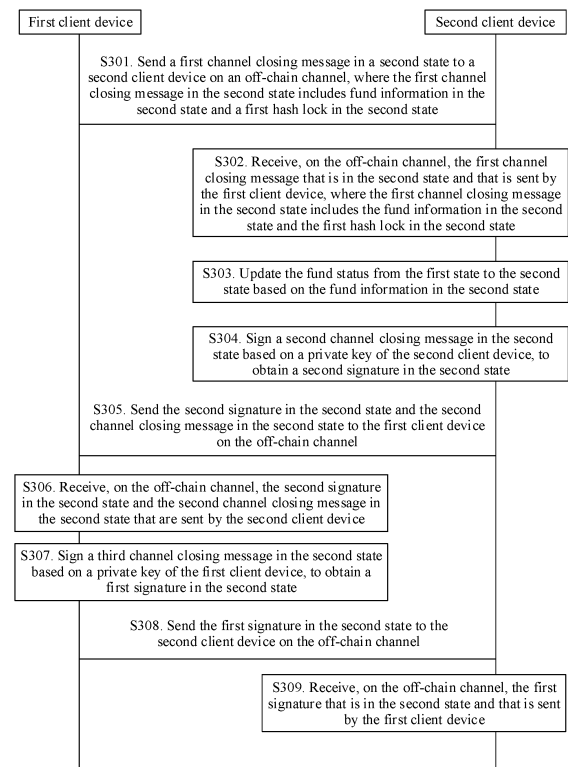 First client device
Second client device
S301. Send a first channel closing message in a second state to a
second client device on an off-chain channel, where the first channel
closing message in the second state includes fund information in
the second state and a first hash lock in the second state
S302. Receive, on the off-chain channel, the first channel
closing message that is in the second state and that is sent by
the first client device, where the first channel closing message
in the second state includes the fund information in the second
state and the first hash lock in the second state
S303. Update the fund status from the first state to the second
state based on the fund information in the second state
S304. Sign a second channel closing message in the second
state based on a private key of the second client device, to
obtain a second signature in the second state
S305. Send the second signature in the second state and the second
channel closing message in the second state to the first client device
on the off-chain channel
S306. Receive, on the off-chain channel, the second signature
in the second state and the second channel closing message in
the second state that are sent by the second client device
S307. Sign a third channel closing message in the second state
based on a private key of the first client device, to obtain a
first signature in the second state
S308. Send the first signature in the second state to the
second client device on the off-chain channel
S309. Receive, on the off-chain channel, the first
signature that is in the second state and that is sent
by the first client device